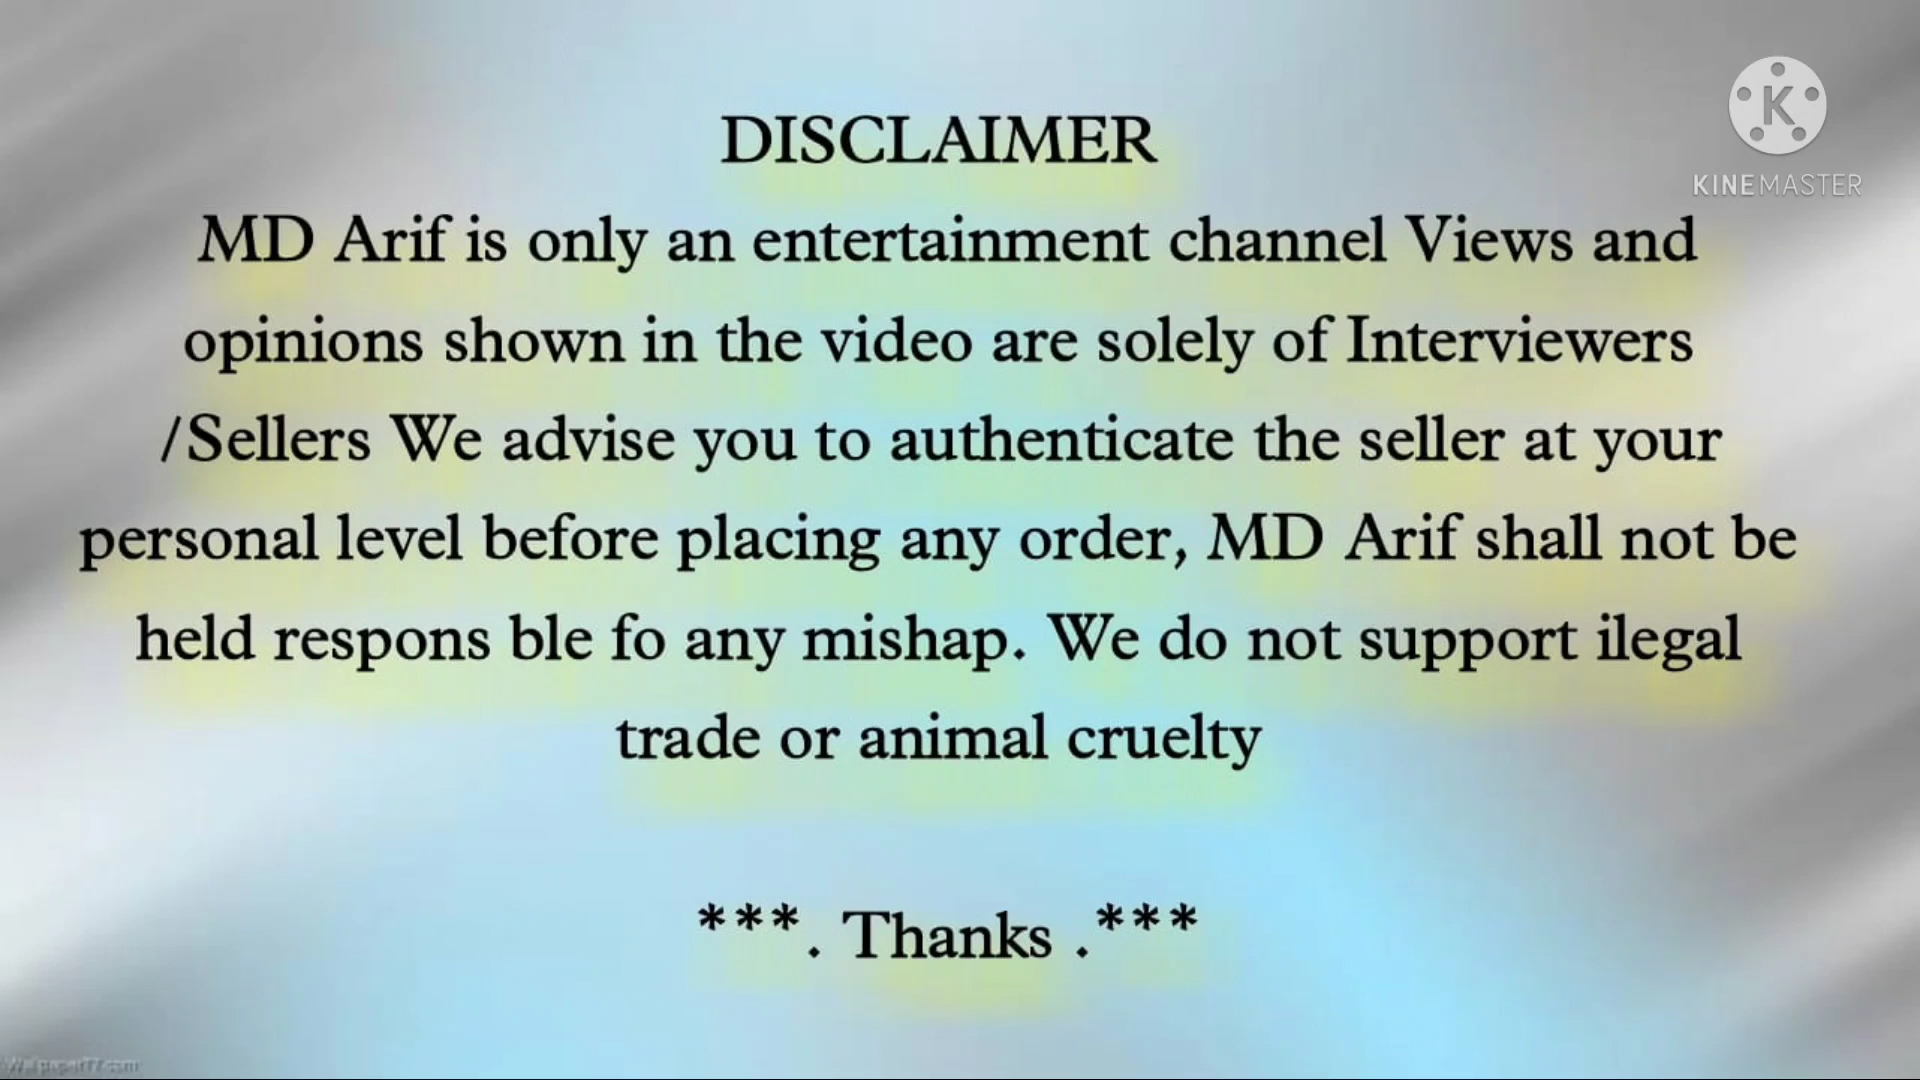 DISCLAIMER
MD Arif is only an entertainment channel Views and
opinions shown in the video are solely of Interviewers
/Sellers We advise you to authenticate the seller at your
personal level before placing any order, MD Arif shall not be
held respons ble fo any mishap. We do not support ilegal
trade or animal cruelty
***. Thanks .***
K
KINEMASTER
Wallpaper77.com